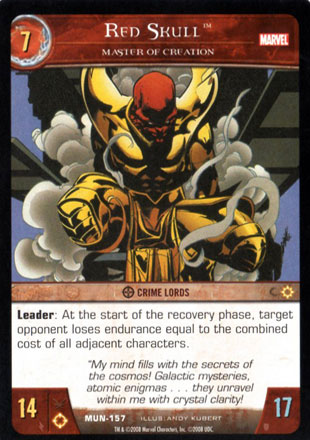 7
RED SKULL™
MASTER OF CREATION
MARVEL
CRIME LORDS
Leader: At the start of the recovery phase, target
opponent loses endurance equal to the combined
cost of all adjacent characters.
"My mind fills with the secrets of
the cosmos! Galactic mysteries,
atomic enigmas . . . they unravel
within me with crystal clarity!
14
MUN-157
ILLUS: ANDY KUBERT
17
TM & ©2008 Marvel Characters, Inc. ©2008 UDC.